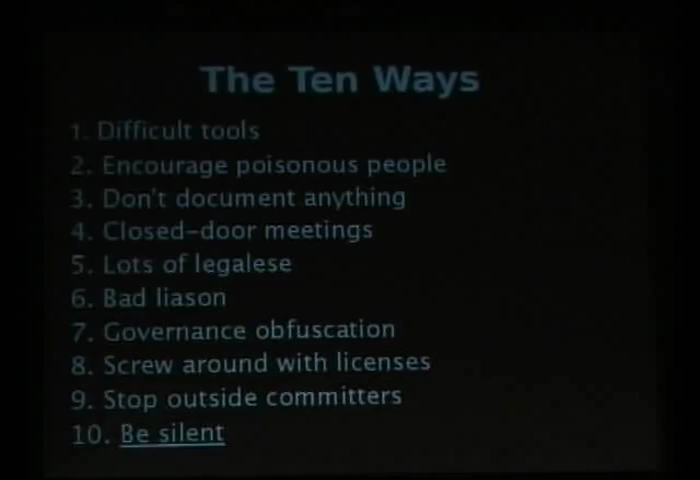 The Ten Ways
1. Difficult tools
2. Encourage poisonous people
3. Don't document anything
4. Closed-door meetings
5. Lots of legalese
6. Bad liason
7. Governance obfuscation
8. Screw around with licenses
9. Stop outside committers
10. Be silent